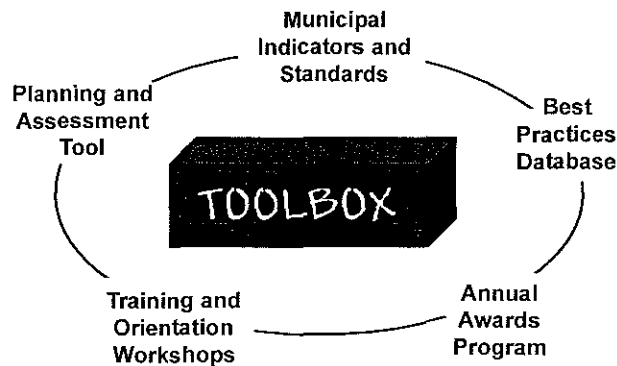 Municipal
Indicators and
Standards
Planning and
Assessment
Tool
Best
Practices
Database
TOOLBOX
Training and
Orientation
Workshops
Annual
Awards
Program